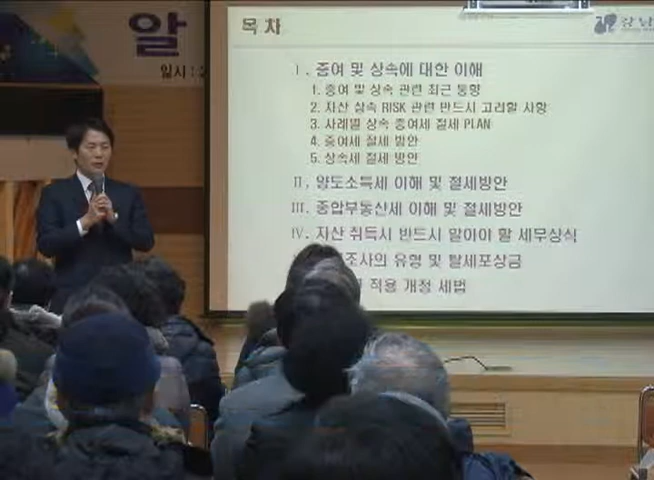 알
일시 :
목 차
강남
Ⅰ. 증여 및 상속에 대한 이해
1. 증여 및 상속 관련 최근 동향
2. 자산 상속 RISK 관련 반드시 고려할 사항
3. 사례별 상속 증여세 절세 PLAN
4. 증여세 절세 방안
5. 상속세 절세 방안
Ⅱ. 양도소득세 이해 및 절세방안
Ⅲ. 종합부동산세 이해 및 절세방안
Ⅳ. 자산 취득시 반드시 알아야 할 세무상식
조사의 유형 및 탈세포상금
적용 개정 세법